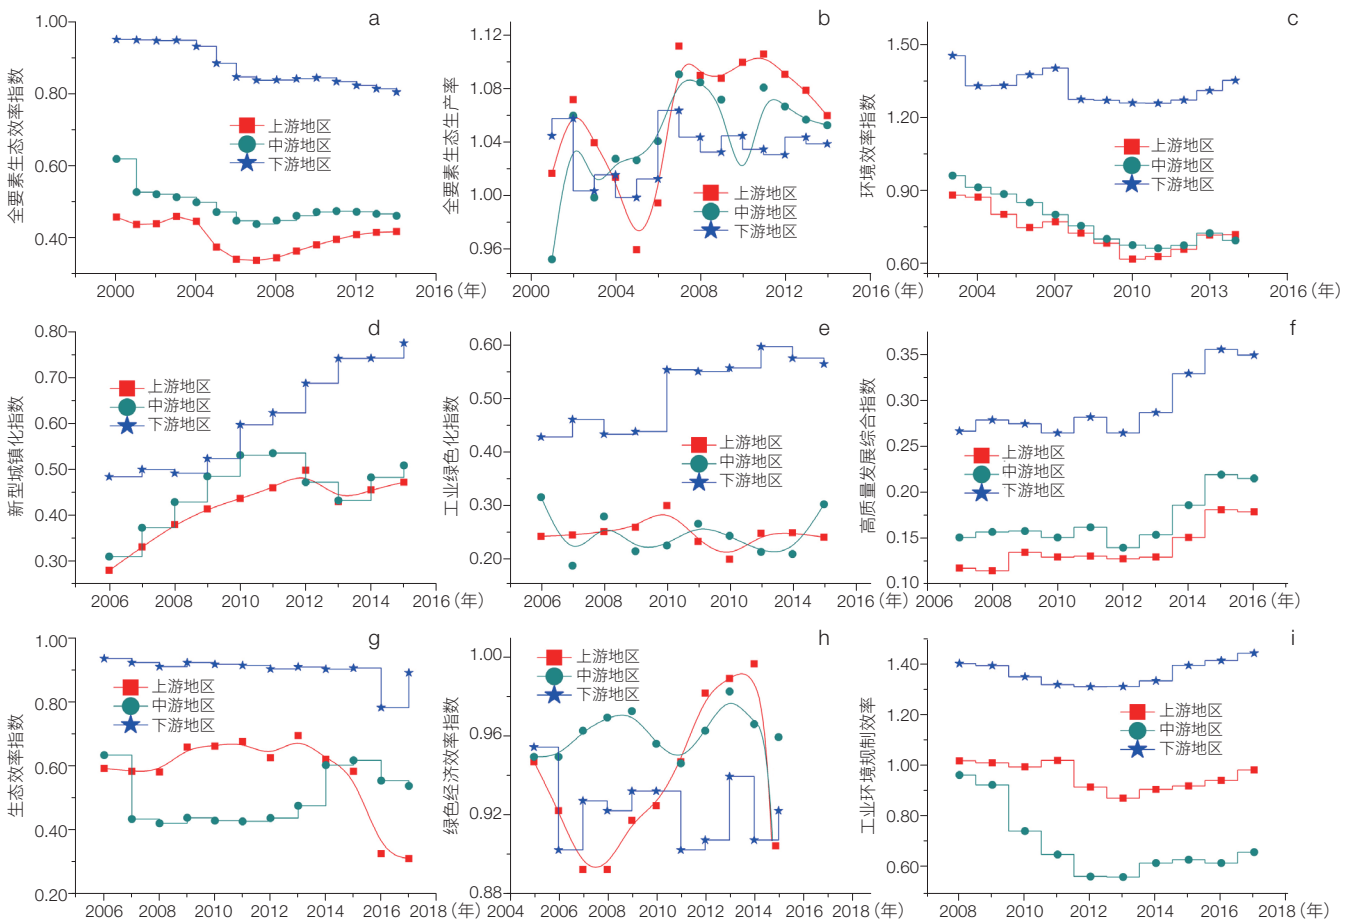 a
1.00
0.80
0.60
0.40
全要素生态效率指数
上游地区
中游地区
下游地区
2000
2004
2008
2012
2016(年)
b
1.12
1.08
1.04
1.00
0.96
全要素生态生产率
上游地区
中游地区
下游地区
2000
2004
2008
2012
2016(年)
c
1.50
1.20
0.90
0.60
环境效率指数
上游地区
中游地区
下游地区
2004
2007
2010
2013
2016(年)
d
0.80
0.70
0.60
0.50
0.40
0.30
新型城镇化指数
上游地区
中游地区
下游地区
2006
2008
2010
2012
2014
2016(年)
e
0.60
0.50
0.40
0.30
0.20
工业绿色化指数
上游地区
中游地区
下游地区
2006
2008
2010
2012
2014
2016(年)
f
0.35
0.30
0.25
0.20
0.15
0.10
高质量发展综合指数
上游地区
中游地区
下游地区
2006
2008
2010
2012
2014
2016(年)
g
1.00
0.80
0.60
0.40
0.20
生态效率指数
上游地区
中游地区
下游地区
2006
2008
2010
2012
2014
2016
2018(年)
h
1.00
0.96
0.92
0.88
绿色经济效率指数
上游地区
中游地区
下游地区
2004
2006
2008
2010
2012
2014
2016
2018(年)
i
1.40
1.20
1.00
0.80
0.60
工业环境规制效率
上游地区
中游地区
下游地区
2008
2010
2012
2014
2016
2018(年)